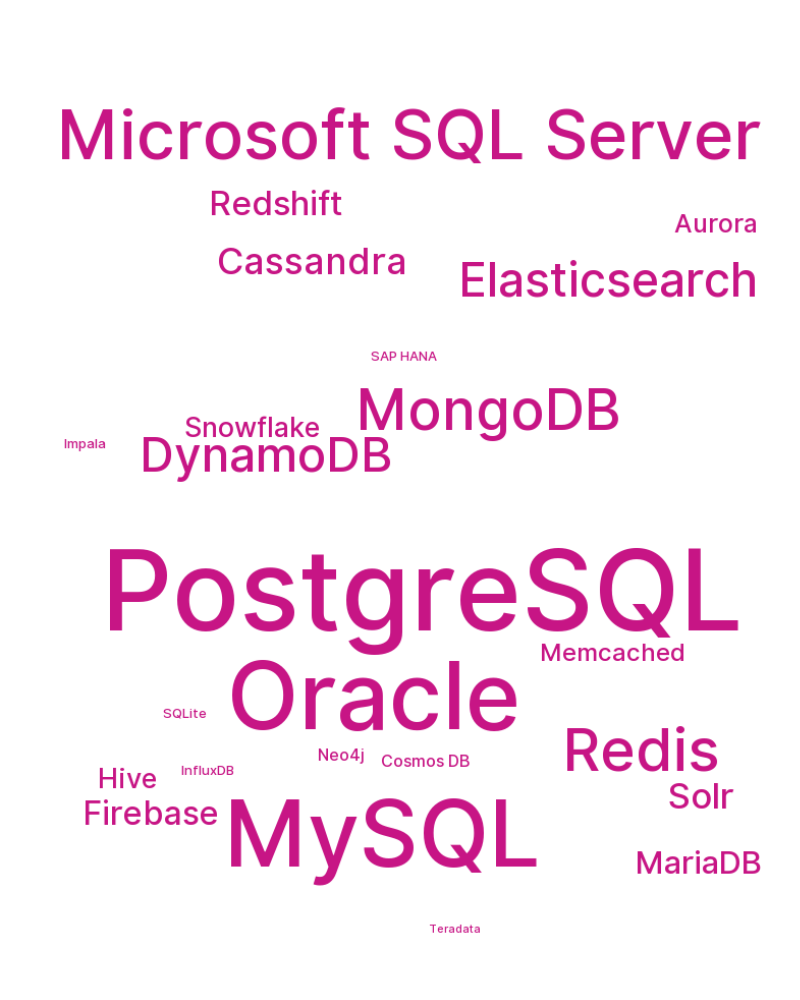 Microsoft SQL Server
Redshift
Aurora
Cassandra
Elasticsearch
SAP HANA
MongoDB
Snowflake
Impala
DynamoDB
PostgreSQL
Memcached
Oracle
SQLite
Redis
Neo4j
Cosmos DB
InfluxDB
Hive
Solr
Firebase
MySQL
MariaDB
Teradata